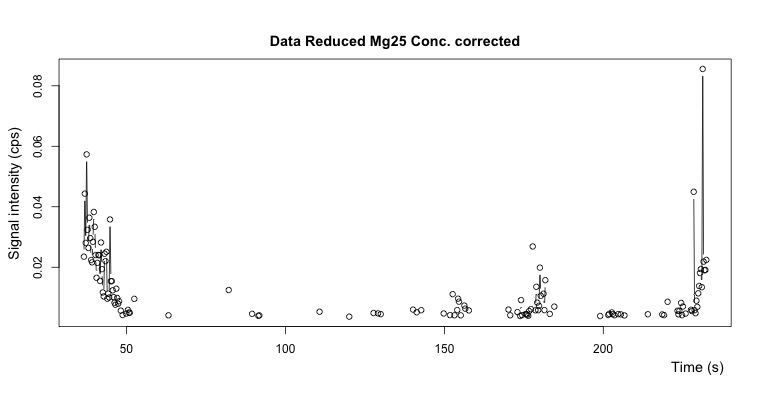 Data Reduced Mg25 Conc. corrected
Signal intensity (cps)
0.08
0.06
0.04
0.02
50 100 150 200
Time (s)